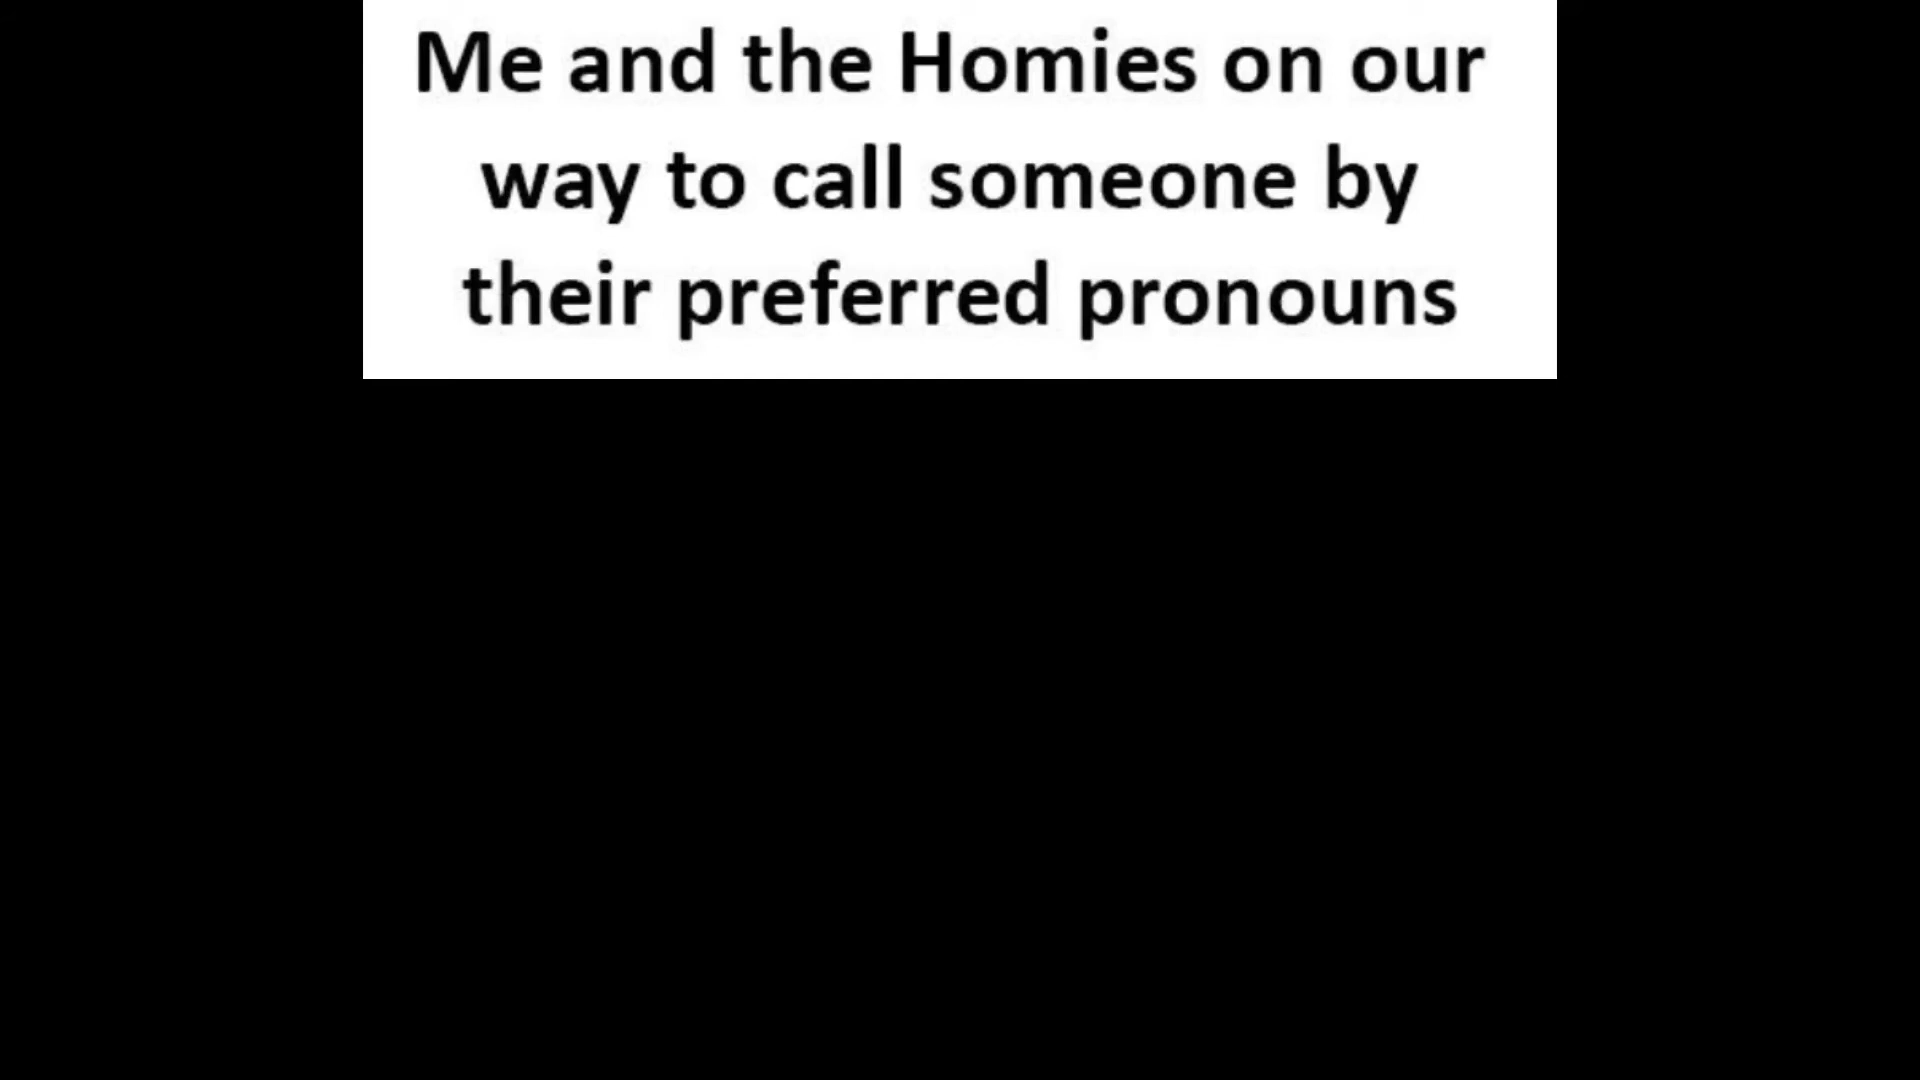 Me and the Homies on our
way to call someone by
their preferred pronouns